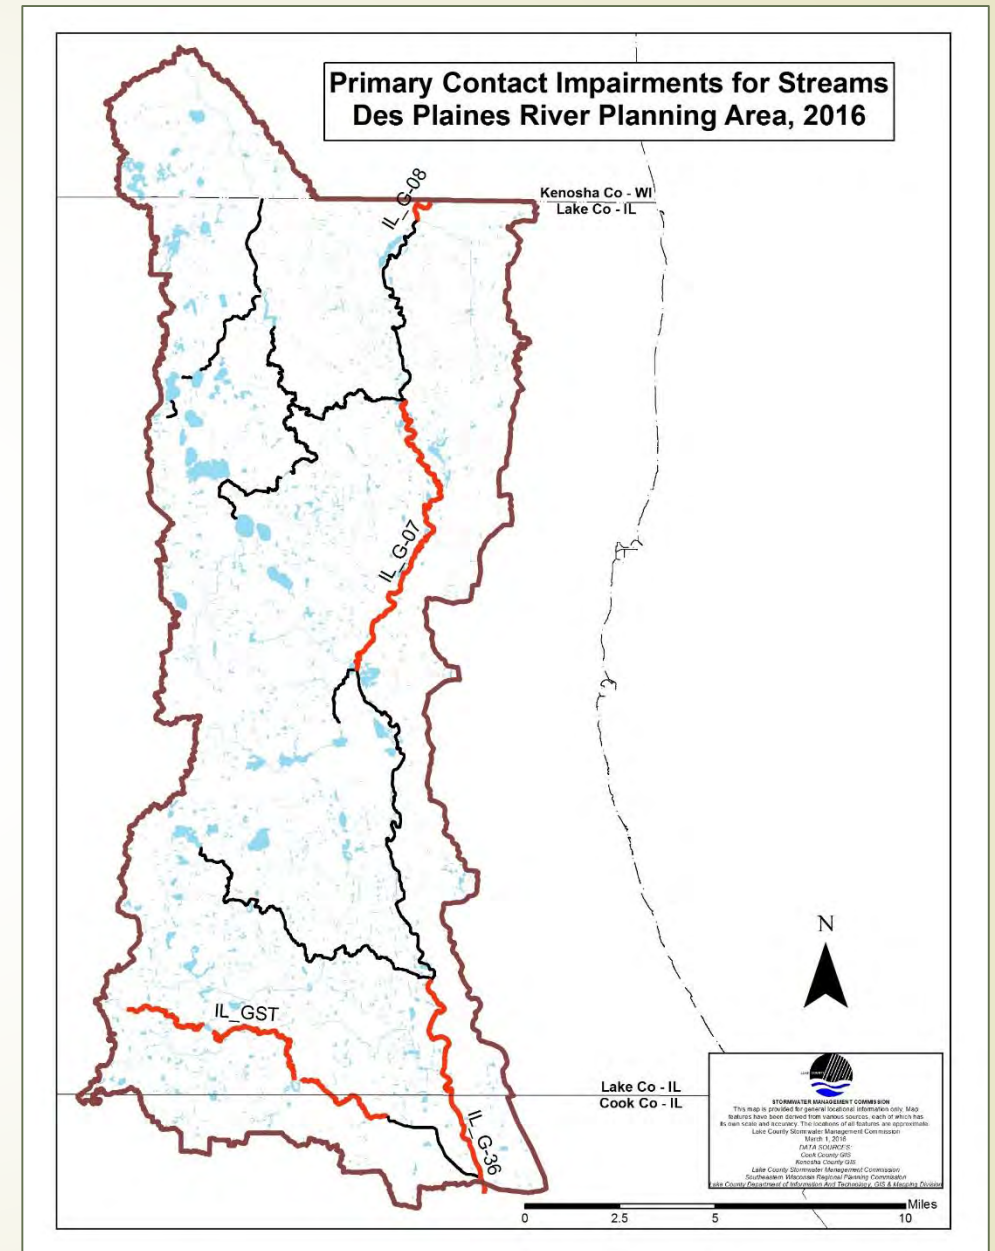 Primary Contact Impairments for Streams
Des Plaines River Planning Area, 2016
IL_G-08
Kenosha Co - WI
Lake Co - IL
IL_G-07
N
IL_GST
Lake Co - IL
Cook Co - IL
IL_G-36
STORMWATER MANAGEMENT COMMISSION
This map is provided for general locational information only. Map
features have been derived from various sources, each of which has
its own scale and accuracy. The locations of all features are approximate.
Lake County Stormwater Management Commission
March 1, 2016
DATA SOURCES:
Cook County GIS
Kenosha County GIS
Lake County Stormwater Management Commission
Southeastern Wisconsin Regional Planning Commission
Lake County Department of Information And Technology, GIS & Mapping Division
Miles
0 2.5 5 10